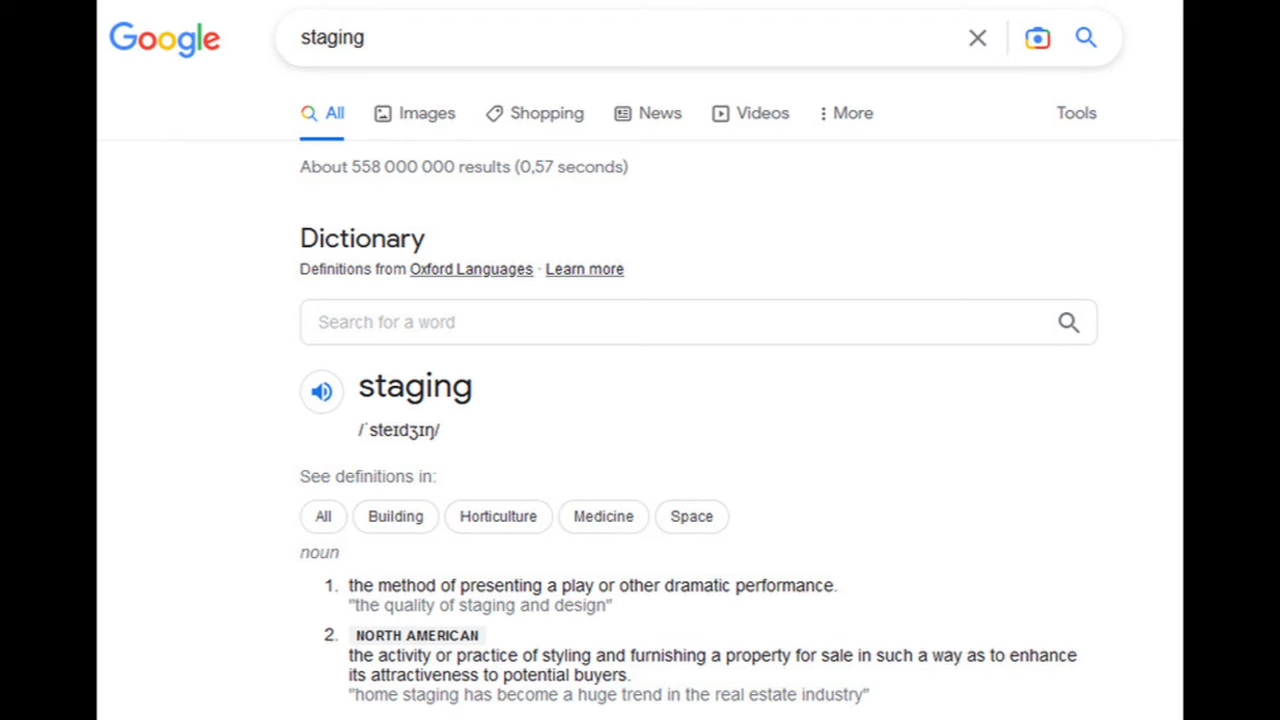 Google
staging
All Images Shopping News Videos More Tools
About 558 000 000 results (0,57 seconds)
Dictionary
Definitions from Oxford Languages · Learn more
Search for a word
staging
/ˈsteɪdʒɪŋ/
See definitions in:
All Building Horticulture Medicine Space
noun
1. the method of presenting a play or other dramatic performance.
"the quality of staging and design"
2. NORTH AMERICAN
the activity or practice of styling and furnishing a property for sale in such a way as to enhance
its attractiveness to potential buyers.
"home staging has become a huge trend in the real estate industry"